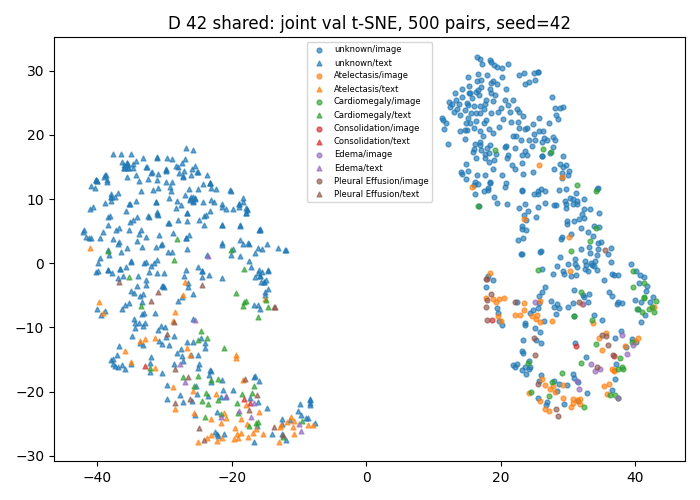 D 42 shared: joint val t-SNE, 500 pairs, seed=42
unknown/image
unknown/text
Atelectasis/image
Atelectasis/text
Cardiomegaly/image
Cardiomegaly/text
Consolidation/image
Consolidation/text
Edema/image
Edema/text
Pleural Effusion/image
Pleural Effusion/text
30
20
10
0
−10
−20
−30
−40 −20 0 20 40